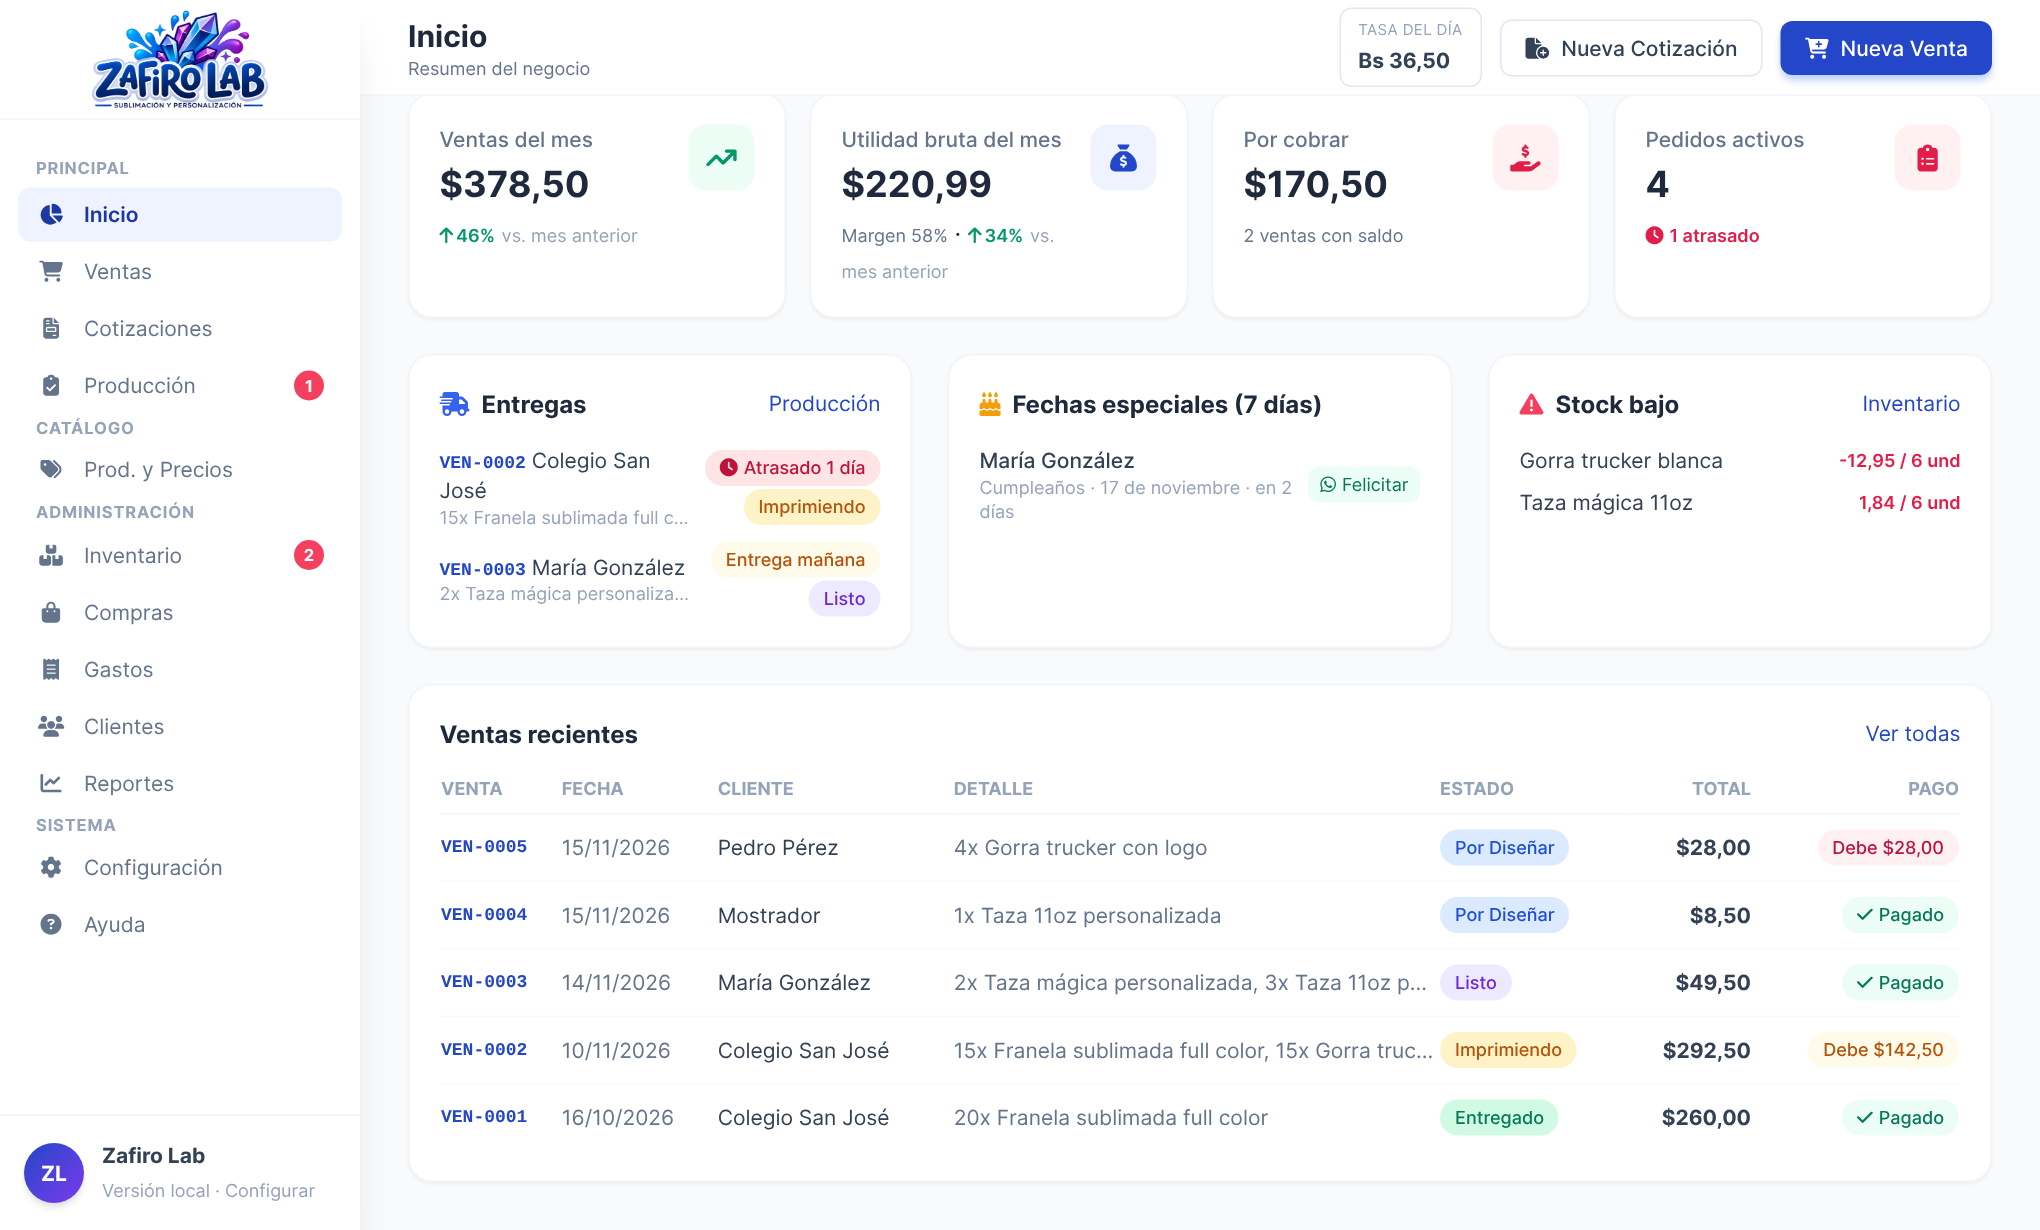 ZAFIRO LAB
SUBLIMACIÓN Y PERSONALIZACIÓN
PRINCIPAL
Inicio
Ventas
Cotizaciones
Producción 1
CATÁLOGO
Prod. y Precios
ADMINISTRACIÓN
Inventario 2
Compras
Gastos
Clientes
Reportes
SISTEMA
Configuración
Ayuda
ZL
Zafiro Lab
Versión local · Configurar
Inicio
Resumen del negocio
TASA DEL DÍA
Bs 36,50
Nueva Cotización
Nueva Venta
Ventas del mes
$378,50
46% vs. mes anterior
Utilidad bruta del mes
$220,99
Margen 58% · 34% vs.
mes anterior
Por cobrar
$170,50
2 ventas con saldo
Pedidos activos
4
1 atrasado
Entregas Producción
VEN-0002 Colegio San
José
15x Franela sublimada full c...
Atrasado 1 día
Imprimiendo
VEN-0003 María González
2x Taza mágica personaliza...
Entrega mañana
Listo
Fechas especiales (7 días)
María González
Cumpleaños · 17 de noviembre · en 2
días
Felicitar
Stock bajo Inventario
Gorra trucker blanca -12,95 / 6 und
Taza mágica 11oz 1,84 / 6 und
Ventas recientes Ver todas
VENTA FECHA CLIENTE DETALLE ESTADO TOTAL PAGO
VEN-0005 15/11/2026 Pedro Pérez 4x Gorra trucker con logo Por Diseñar $28,00 Debe $28,00
VEN-0004 15/11/2026 Mostrador 1x Taza 11oz personalizada Por Diseñar $8,50 Pagado
VEN-0003 14/11/2026 María González 2x Taza mágica personalizada, 3x Taza 11oz p... Listo $49,50 Pagado
VEN-0002 10/11/2026 Colegio San José 15x Franela sublimada full color, 15x Gorra truc... Imprimiendo $292,50 Debe $142,50
VEN-0001 16/10/2026 Colegio San José 20x Franela sublimada full color Entregado $260,00 Pagado